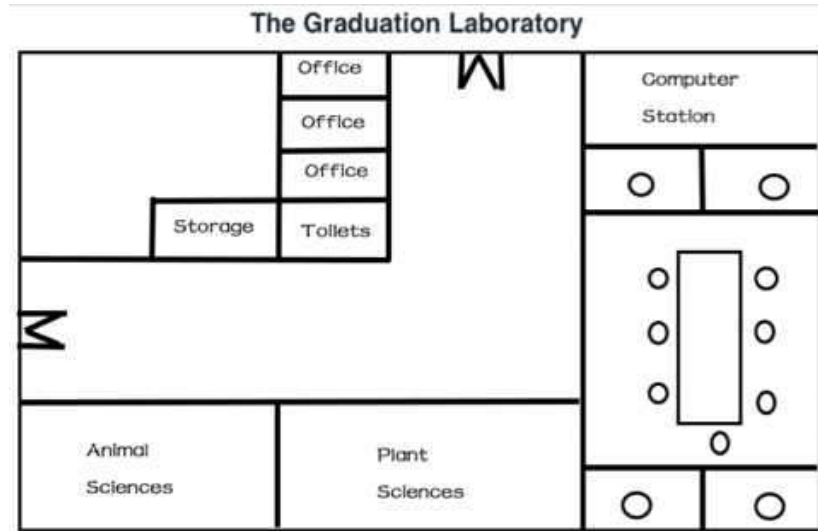 The Graduation Laboratory
Office
Computer
Station
Office
Office
Storage
Toilets
Animal
Sciences
Plant
Sciences